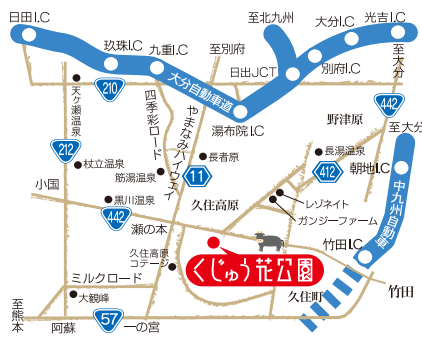 日田I.C
玖珠I.C
九重I.C
至別府
至北九州
大分I.C
光吉I.C
至大分
日出JCT
別府I.C
大分自動車道
湯布院I.C
天ヶ瀬温泉
210
四季彩ロード
やまなみハイウェイ
442
野津原
至大分
212
杖立温泉
筋湯温泉
長者原
11
長湯温泉
412
朝地I.C
中九州自動車
小国
黒川温泉
442
久住高原
レゾネイト
ガンジーファーム
瀬の本
久住高原
コテージ
くじゅう花公園
竹田I.C
竹田
久住町
ミルクロード
大観峰
至熊本
阿蘇
57
一の宮